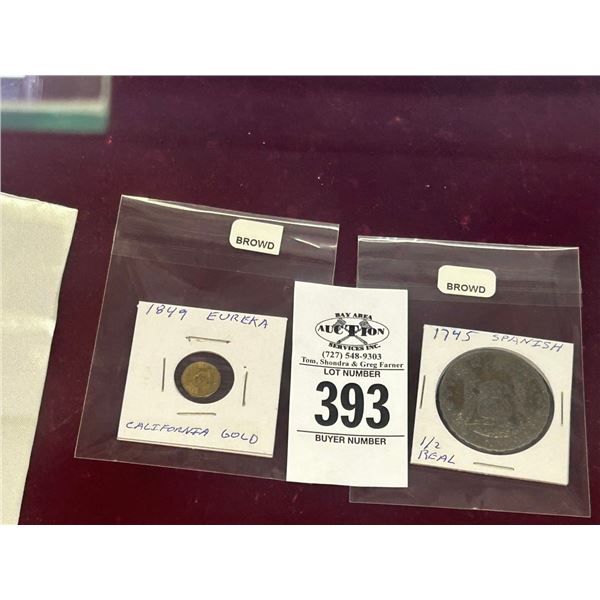 BROWD
1849 EUREKA
CALIFORNIA GOLD
BAY AREA
AUCTION
SERVICES INC.
(727) 548-9303
Tom, Shondra & Greg Farner
LOT NUMBER
393
BUYER NUMBER
BROWD
1745 SPANISH
1/2
REAL